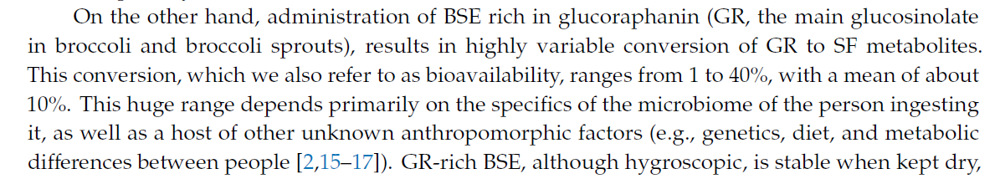 On the other hand, administration of BSE rich in glucoraphanin (GR, the main glucosinolate
in broccoli and broccoli sprouts), results in highly variable conversion of GR to SF metabolites.
This conversion, which we also refer to as bioavailability, ranges from 1 to 40%, with a mean of about
10%. This huge range depends primarily on the specifics of the microbiome of the person ingesting
it, as well as a host of other unknown anthropomorphic factors (e.g., genetics, diet, and metabolic
differences between people [2,15–17]). GR-rich BSE, although hygroscopic, is stable when kept dry,